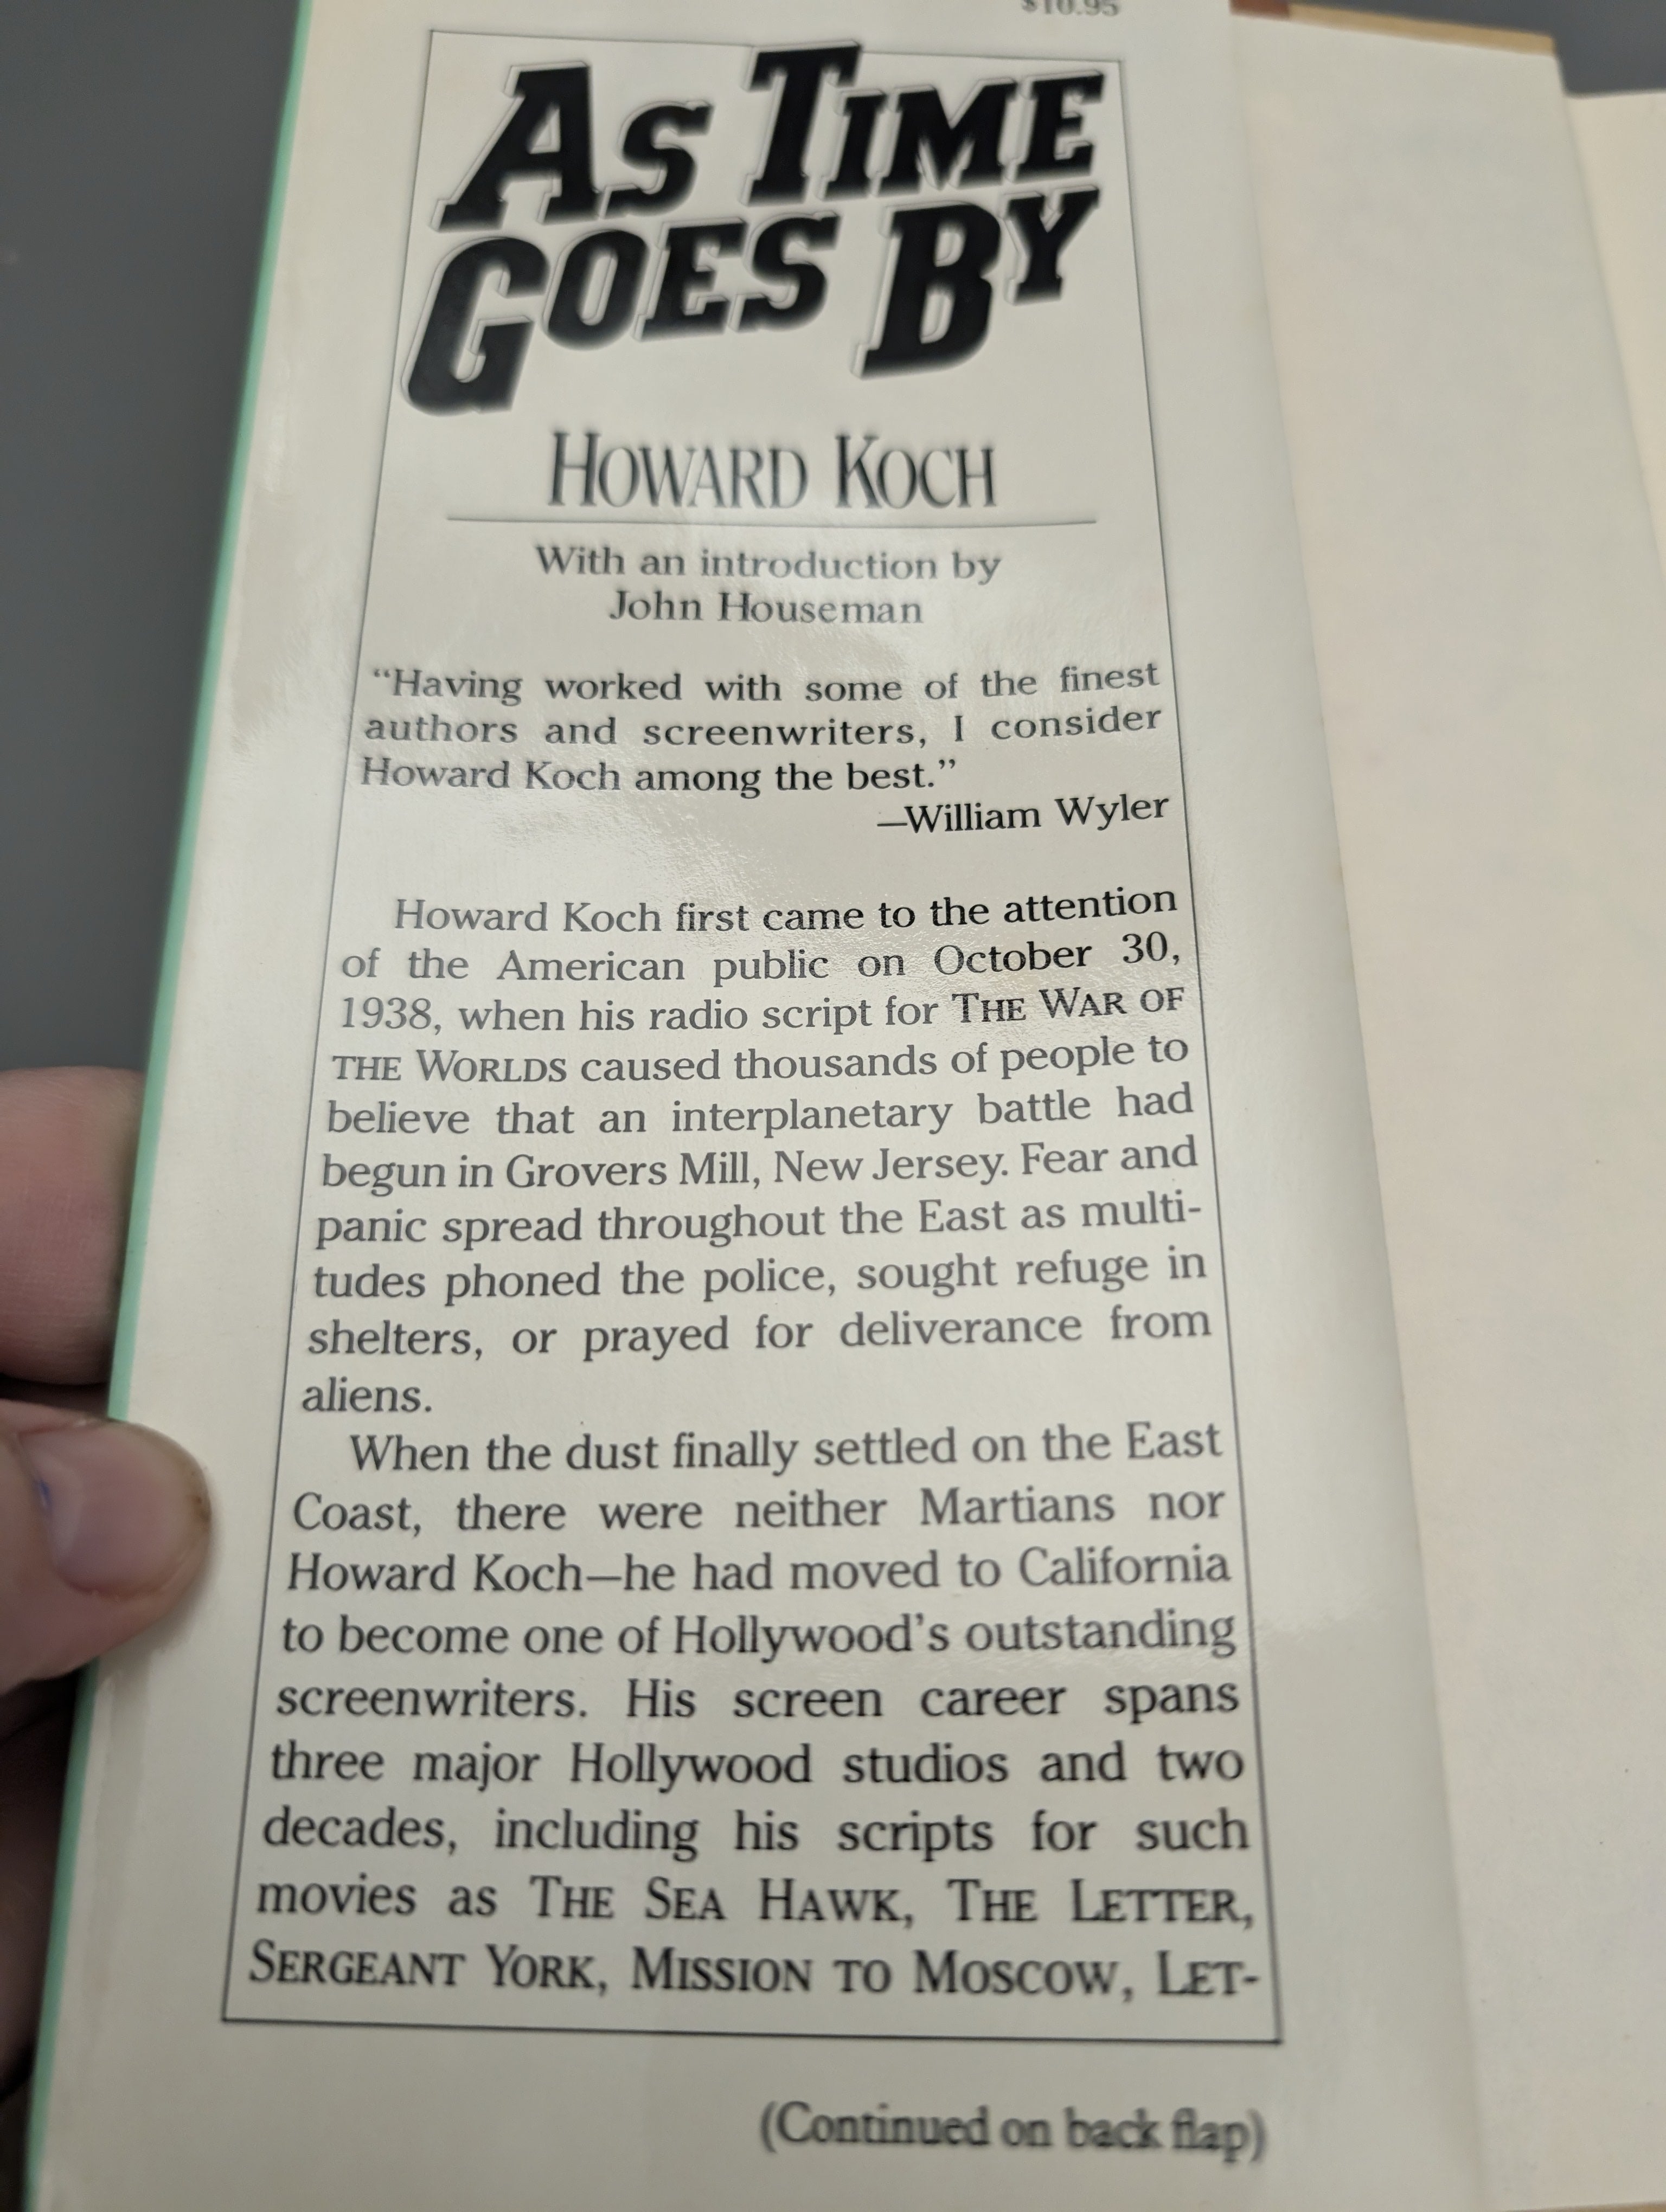 $10.95
AS TIME
GOES BY
HOWARD KOCH
With an introduction by
John Houseman
“Having worked with some of the finest
authors and screenwriters, I consider
Howard Koch among the best.”
—William Wyler
Howard Koch first came to the attention
of the American public on October 30,
1938, when his radio script for THE WAR OF
THE WORLDS caused thousands of people to
believe that an interplanetary battle had
begun in Grovers Mill, New Jersey. Fear and
panic spread throughout the East as multi-
tudes phoned the police, sought refuge in
shelters, or prayed for deliverance from
aliens.
When the dust finally settled on the East
Coast, there were neither Martians nor
Howard Koch—he had moved to California
to become one of Hollywood’s outstanding
screenwriters. His screen career spans
three major Hollywood studios and two
decades, including his scripts for such
movies as THE SEA HAWK, THE LETTER,
SERGEANT YORK, MISSION TO MOSCOW, LET-
(Continued on back flap)